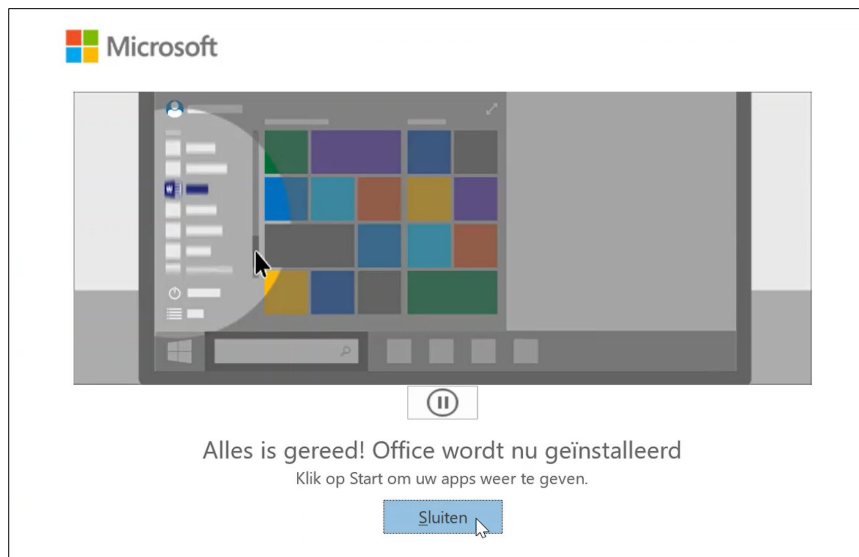 Microsoft
Alles is gereed! Office wordt nu geïnstalleerd
Klik op Start om uw apps weer te geven.
Sluiten